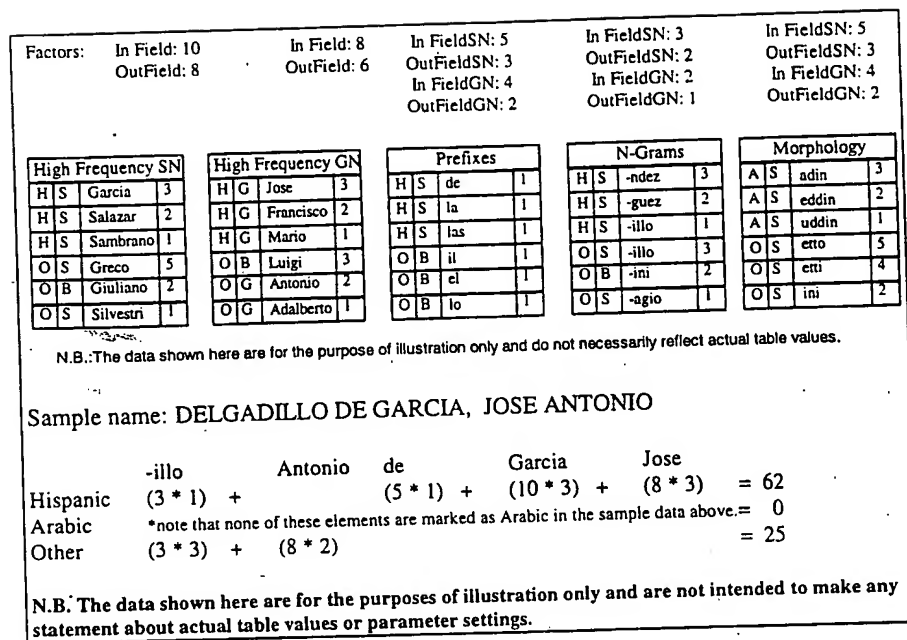 Factors: In Field: 10 In Field: 8 In FieldSN: 5 In FieldSN: 3 In FieldSN: 5
OutField: 8 OutField: 6 OutFieldSN: 3 OutFieldSN: 2 OutFieldSN: 3
In FieldGN: 4 In FieldGN: 2 In FieldGN: 4
OutFieldGN: 2 OutFieldGN: 1 OutFieldGN: 2
High Frequency SN
H S Garcia 3
H S Salazar 2
H S Sambrano 1
O S Greco 5
O B Giuliano 2
O S Silvestri 1
High Frequency GN
H G Jose 3
H G Francisco 2
H G Mario 1
O B Luigi 3
O G Antonio 2
O G Adalberto 1
Prefixes
H S de 1
H S la 1
H S las 1
O B il 1
O B el 1
O B lo 1
N-Grams
H S -ndez 3
H S -guez 2
H S -illo 1
O S -illo 3
O B -ini 2
O S -agio 1
Morphology
A S adin 3
A S eddin 2
A S uddin 1
O S etto 5
O S etti 4
O S ini 2
N.B.:The data shown here are for the purpose of illustration only and do not necessarily reflect actual table values.
Sample name: DELGADILLO DE GARCIA, JOSE ANTONIO
-illo Antonio de Garcia Jose
Hispanic (3 * 1) + (5 * 1) + (10 * 3) + (8 * 3) = 62
Arabic *note that none of these elements are marked as Arabic in the sample data above.= 0
Other (3 * 3) + (8 * 2) = 25
N.B. The data shown here are for the purposes of illustration only and are not intended to make any
statement about actual table values or parameter settings.